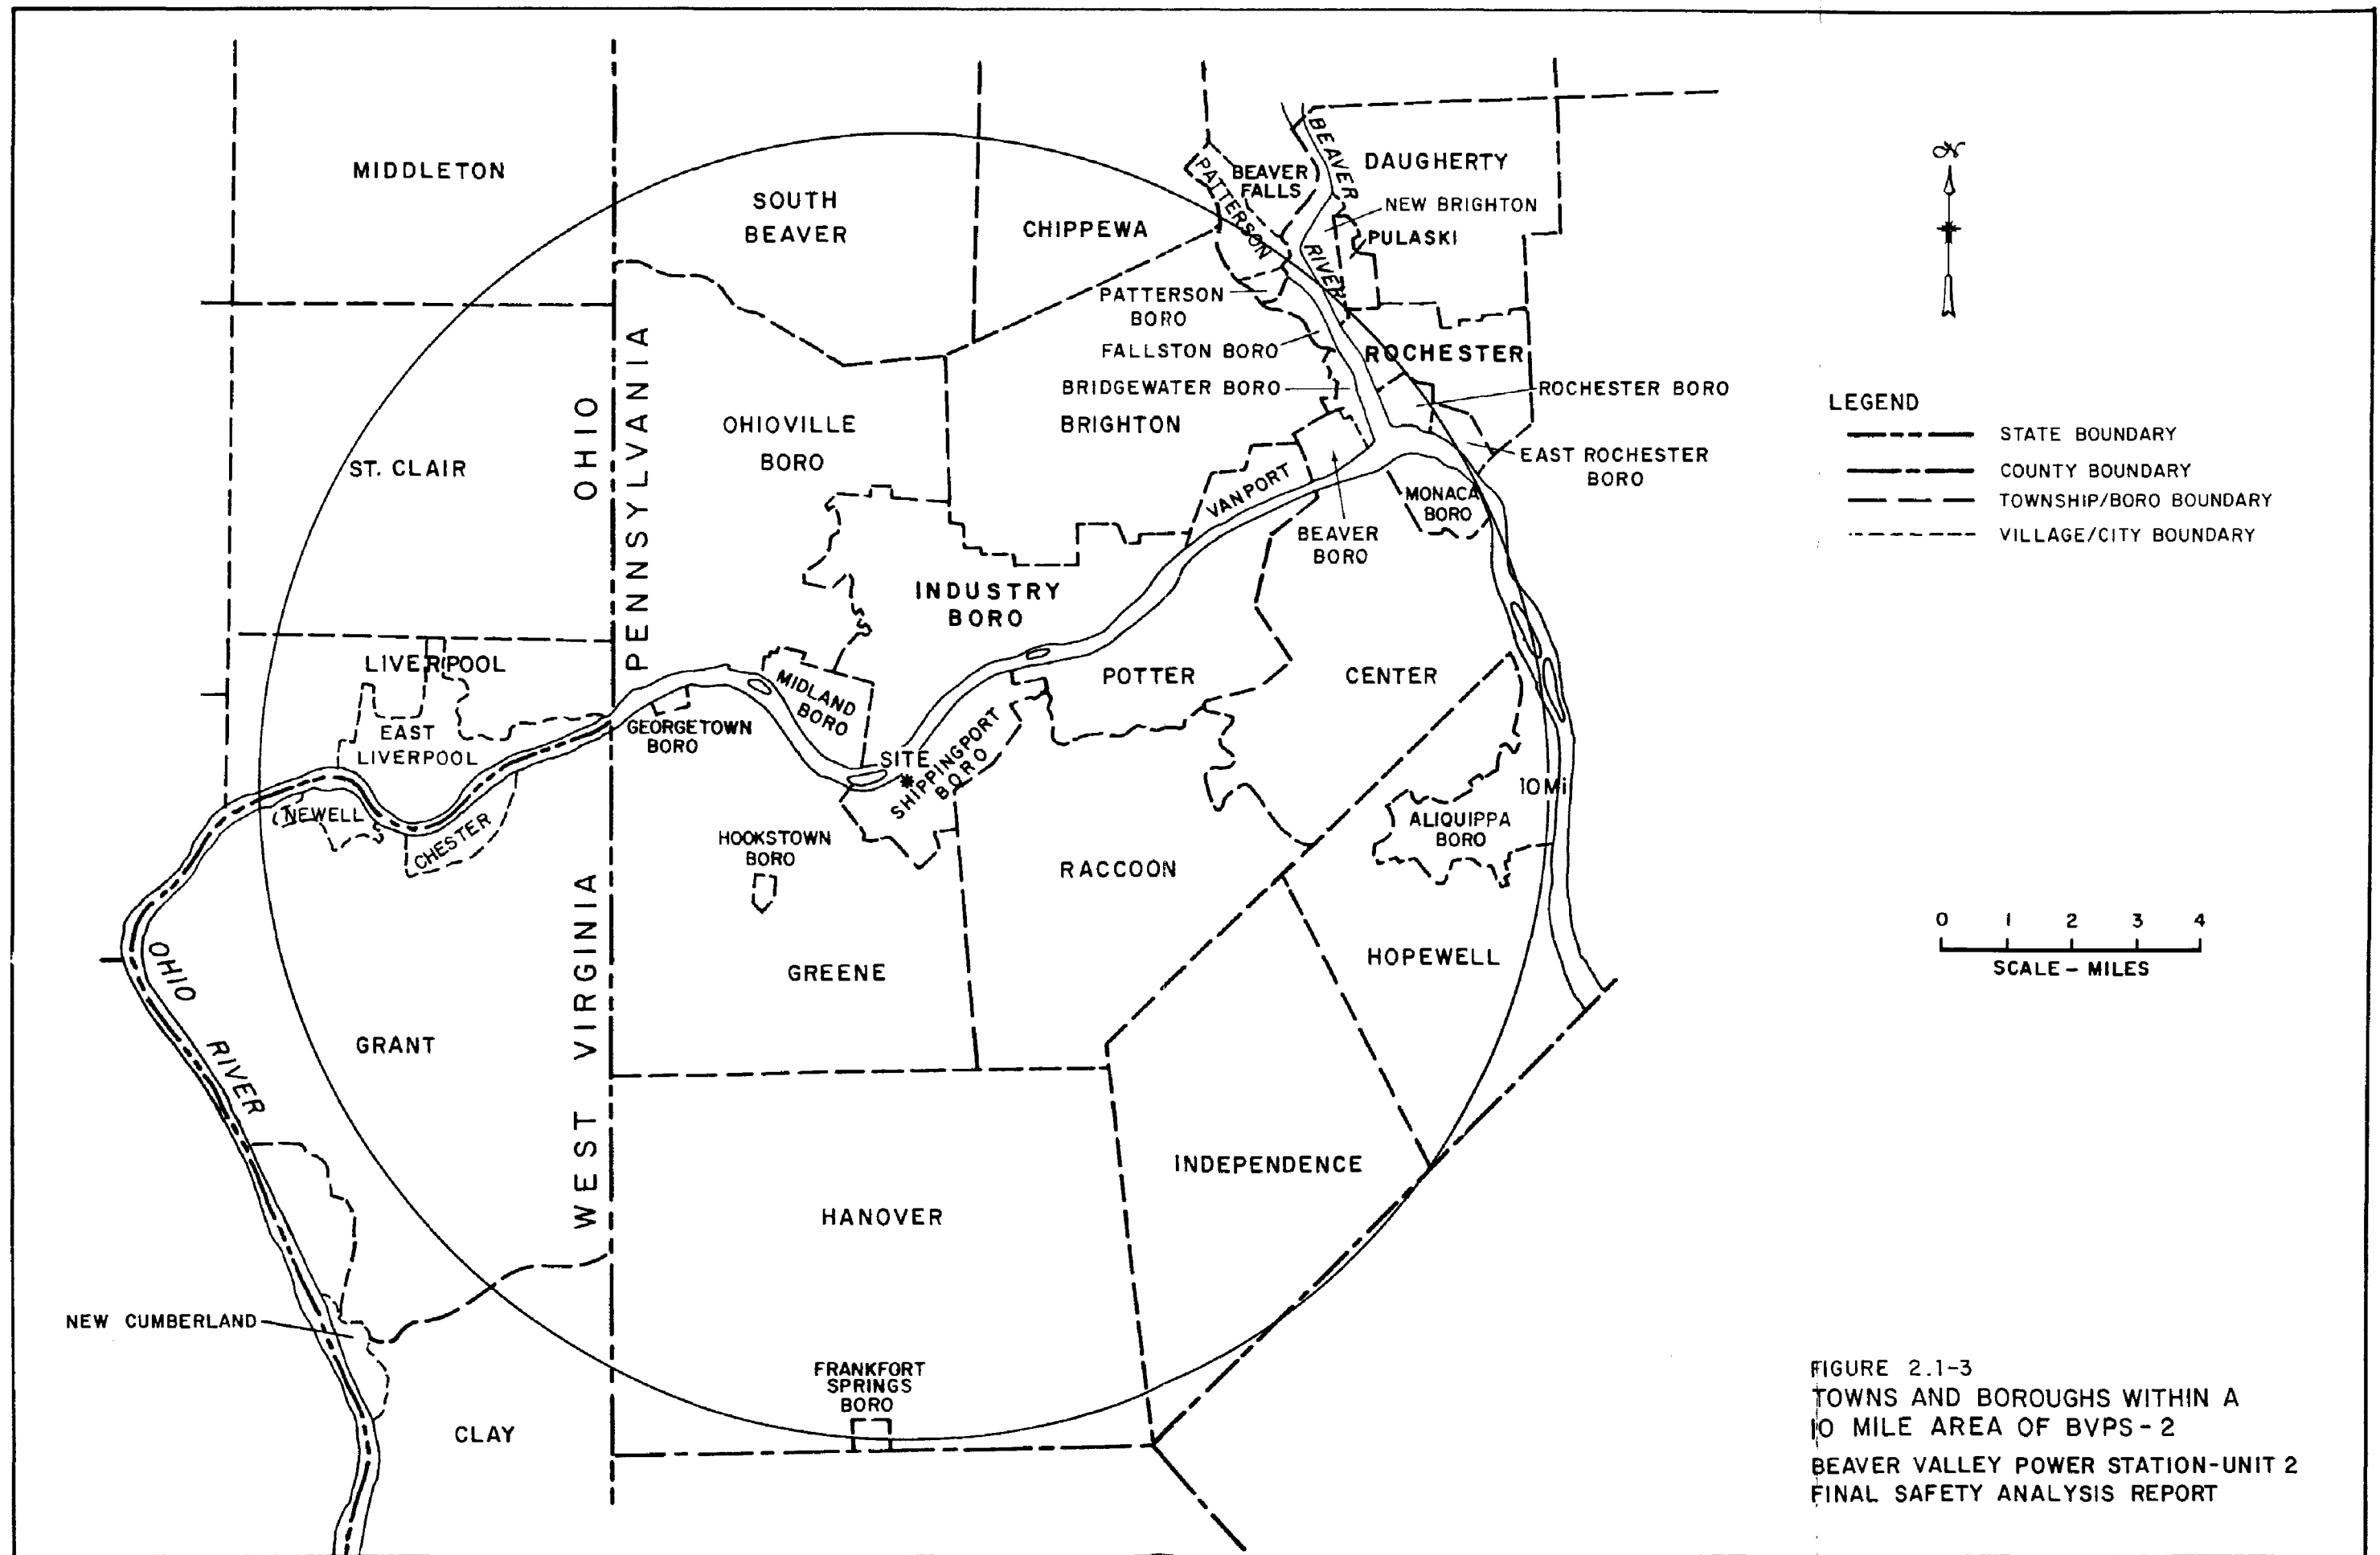 MIDDLETON
SOUTH
BEAVER
CHIPPEWA
PATTERSON
BEAVER
FALLS
BEAVER
RIVER
DAUGHERTY
NEW BRIGHTON
PULASKI
PATTERSON
BORO
FALLSTON BORO
BRIDGEWATER BORO
ROCHESTER
ROCHESTER BORO
EAST ROCHESTER
BORO
OHIO
PENNSYLVANIA
ST. CLAIR
OHIOVILLE
BORO
BRIGHTON
VANPORT
BEAVER
BORO
MONACA
BORO
INDUSTRY
BORO
LIVERPOOL
EAST
LIVERPOOL
GEORGETOWN
BORO
MIDLAND
BORO
SITE
SHIPPINGPORT
BORO
POTTER
CENTER
10 Mi
ALIQUIPPA
BORO
NEWELL
CHESTER
HOOKSTOWN
BORO
RACCOON
HOPEWELL
OHIO
RIVER
WEST VIRGINIA
GREENE
GRANT
INDEPENDENCE
HANOVER
NEW CUMBERLAND
FRANKFORT
SPRINGS
BORO
CLAY
N
LEGEND
STATE BOUNDARY
COUNTY BOUNDARY
TOWNSHIP/BORO BOUNDARY
VILLAGE/CITY BOUNDARY
0 1 2 3 4
SCALE - MILES
FIGURE 2.1-3
TOWNS AND BOROUGHS WITHIN A
10 MILE AREA OF BVPS-2
BEAVER VALLEY POWER STATION-UNIT 2
FINAL SAFETY ANALYSIS REPORT